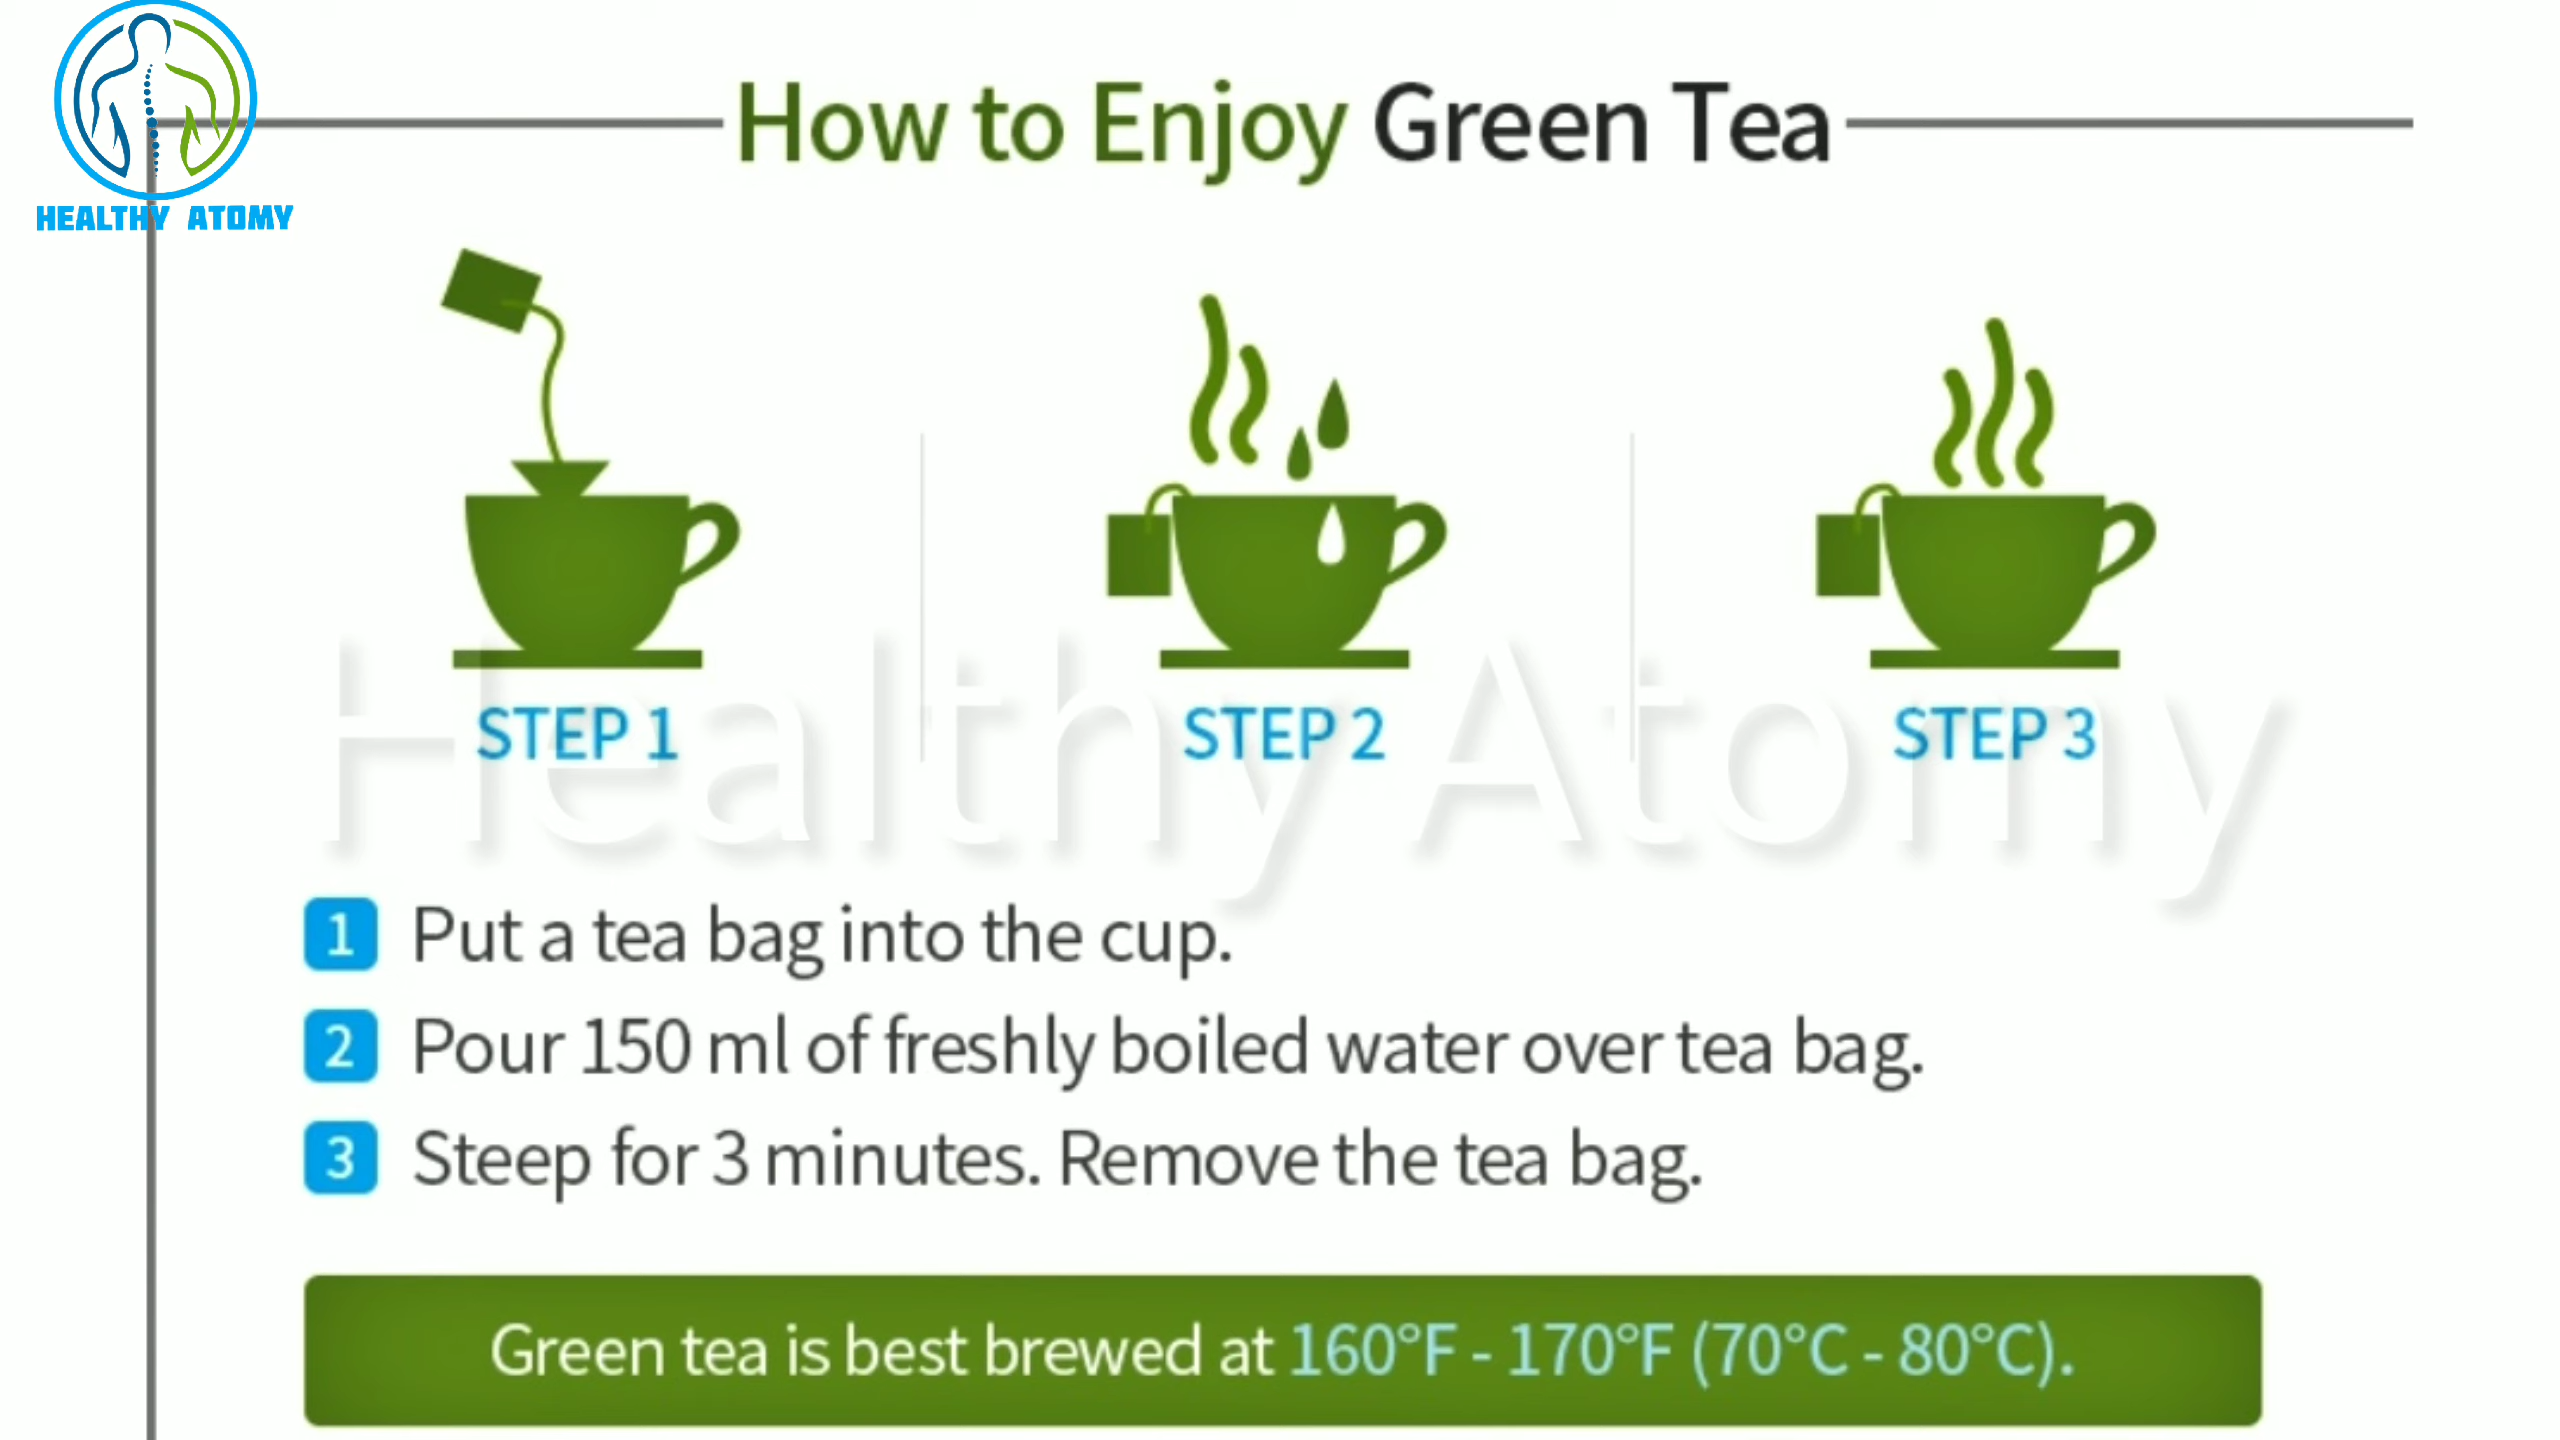 HEALTHY ATOMY
How to Enjoy Green Tea
STEP 1
STEP 2
STEP 3
Healthy Atomy
1 Put a tea bag into the cup.
2 Pour 150 ml of freshly boiled water over tea bag.
3 Steep for 3 minutes. Remove the tea bag.
Green tea is best brewed at 160°F - 170°F (70°C - 80°C).